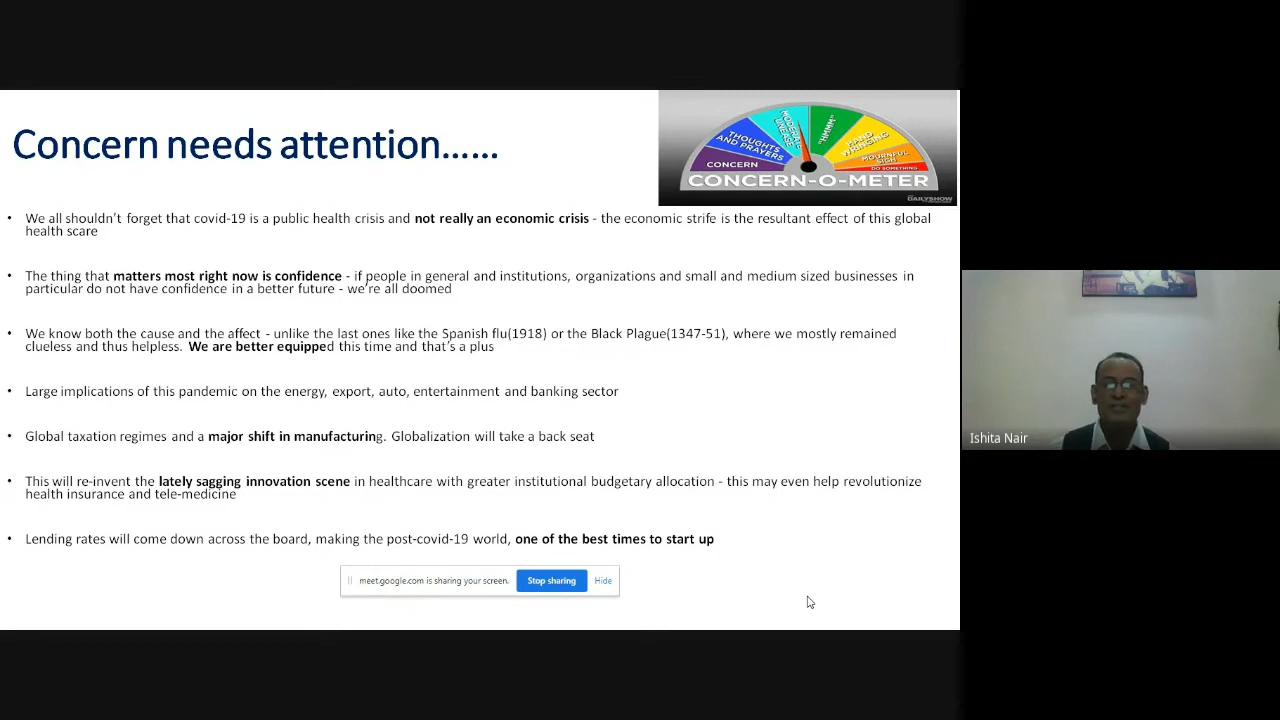 Concern needs attention......
CONCERN
THOUGHTS
AND PRAYERS
MODERATE
UNEASE
"HMMM"
HAND
WRINGING
MOURNFUL
SIGH
DO SOMETHING
CONCERN-O-METER
THE
DAILYSHOW
• We all shouldn't forget that covid-19 is a public health crisis and not really an economic crisis - the economic strife is the resultant effect of this global
health scare
• The thing that matters most right now is confidence - if people in general and institutions, organizations and small and medium sized businesses in
particular do not have confidence in a better future - we're all doomed
• We know both the cause and the affect - unlike the last ones like the Spanish flu(1918) or the Black Plague(1347-51), where we mostly remained
clueless and thus helpless. We are better equipped this time and that's a plus
• Large implications of this pandemic on the energy, export, auto, entertainment and banking sector
• Global taxation regimes and a major shift in manufacturing. Globalization will take a back seat
• This will re-invent the lately sagging innovation scene in healthcare with greater institutional budgetary allocation - this may even help revolutionize
health insurance and tele-medicine
• Lending rates will come down across the board, making the post-covid-19 world, one of the best times to start up
meet.google.com is sharing your screen. Stop sharing Hide
Ishita Nair